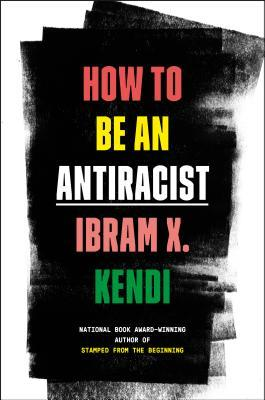 HOW TO
BE AN
ANTIRACIST
IBRAM X.
KENDI
NATIONAL BOOK AWARD–WINNING
AUTHOR OF
STAMPED FROM THE BEGINNING